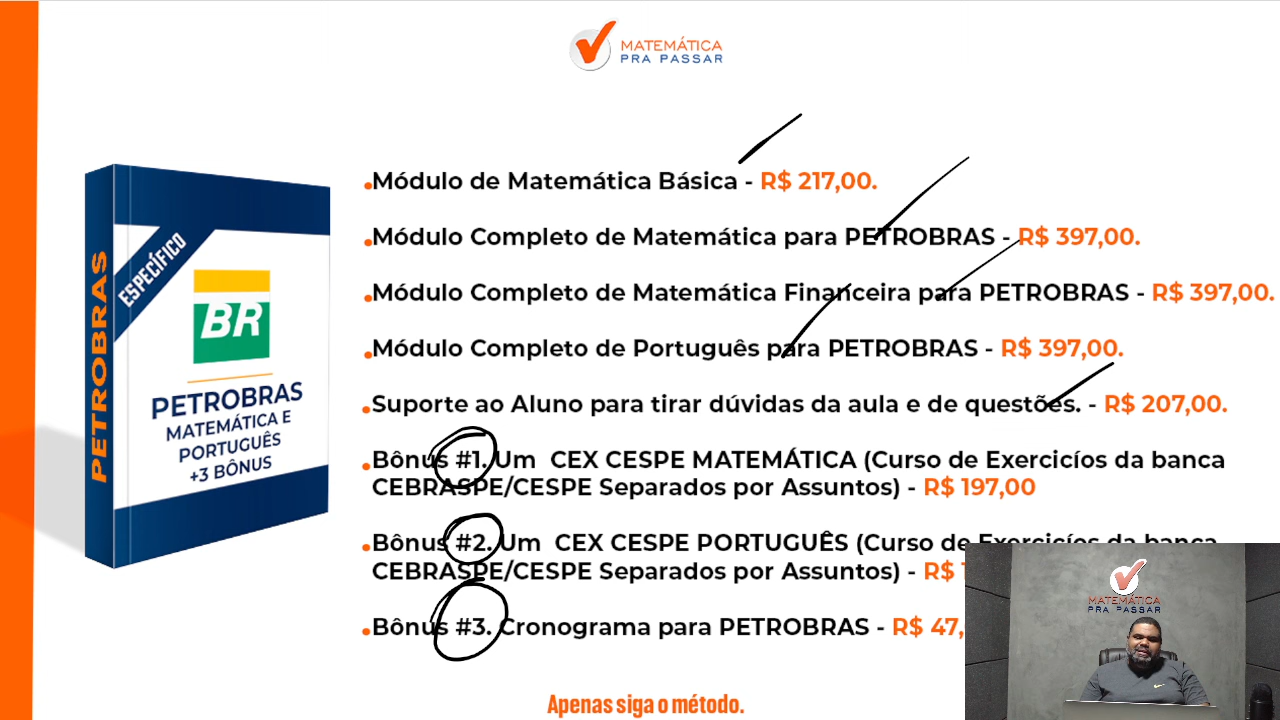 MATEMÁTICA
PRA PASSAR
•Módulo de Matemática Básica - R$ 217,00.
•Módulo Completo de Matemática para PETROBRAS - R$ 397,00.
•Módulo Completo de Matemática Financeira para PETROBRAS - R$ 397,00.
•Módulo Completo de Português para PETROBRAS - R$ 397,00.
•Suporte ao Aluno para tirar dúvidas da aula e de questões. - R$ 207,00.
•Bônus #1. Um CEX CESPE MATEMÁTICA (Curso de Exercicíos da banca
CEBRASPE/CESPE Separados por Assuntos) - R$ 197,00
•Bônus #2. Um CEX CESPE PORTUGUÊS (Curso de Exercicíos da banca
CEBRASPE/CESPE Separados por Assuntos) - R$
•Bônus #3. Cronograma para PETROBRAS - R$ 47,
Apenas siga o método.
PETROBRAS
ESPECÍFICO
BR
PETROBRAS
MATEMÁTICA E
PORTUGUÊS
+3 BÔNUS
MATEMÁTICA
PRA PASSAR